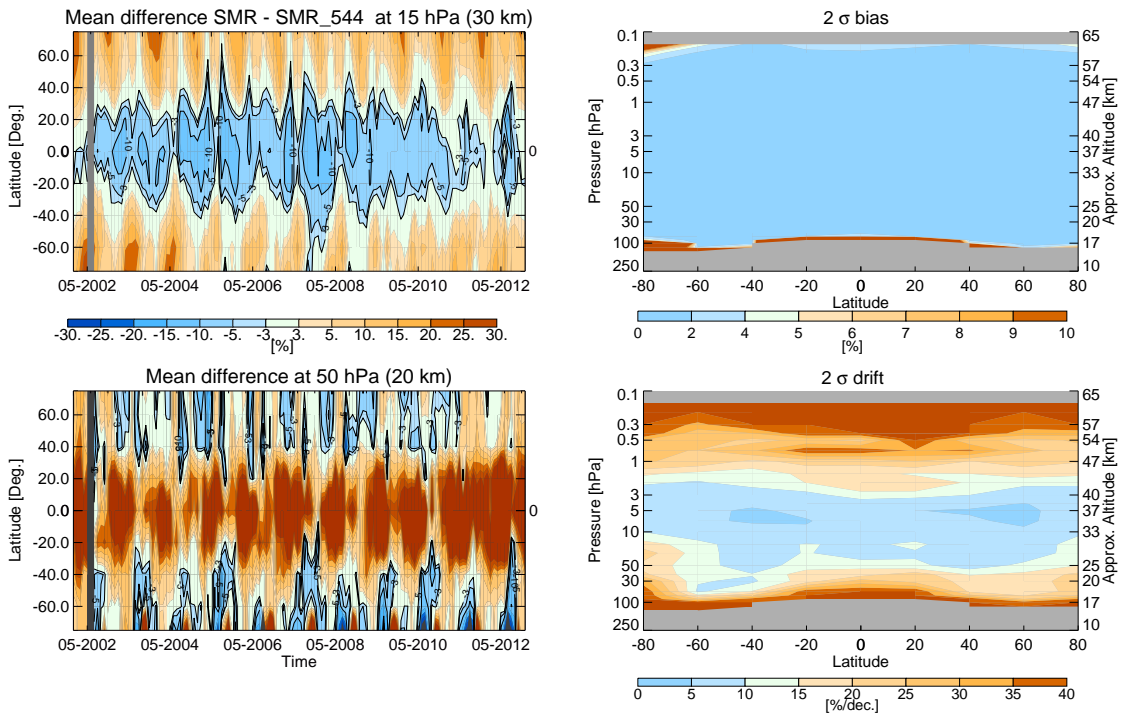 Mean difference SMR - SMR_544 at 15 hPa (30 km)
60.0
40.0
20.0
0.0
-20.0
-40.0
-60.0
Latitude [Deg.]
0
05-2002 05-2004 05-2006 05-2008 05-2010 05-2012
-30. -25. -20. -15. -10. -5. -3. 3. 5. 10. 15. 20. 25. 30.
[%]
2 σ bias
0.1
0.3
0.5
1
3
5
10
50
30
100
250
Pressure [hPa]
65
57
54
47
40
37
33
20
20
17
10
Approx. Altitude [km]
-80 -60 -40 -20 0 20 40 60 80
Latitude
0 2 4 5 6 7 8 9 10
[%]
Mean difference at 50 hPa (20 km)
60.0
40.0
20.0
0.0
-20.0
-40.0
-60.0
Latitude [Deg.]
0
05-2002 05-2004 05-2006 05-2008 05-2010 05-2012
Time
2 σ drift
0.1
0.3
0.5
1
3
5
10
50
30
100
250
Pressure [hPa]
65
57
54
47
40
37
33
20
20
17
10
Approx. Altitude [km]
-80 -60 -40 -20 0 20 40 60 80
Latitude
0 5 10 15 20 25 30 35 40
[%/dec.]